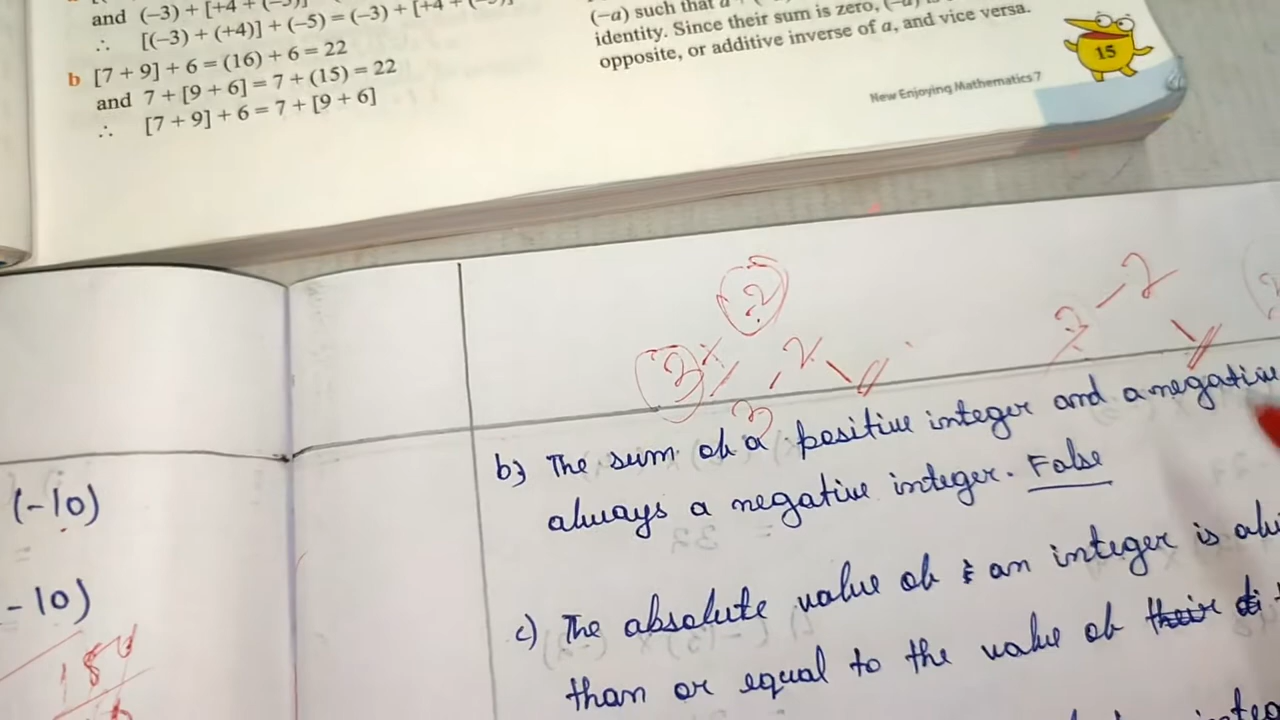 and (−3) + [+4 + (−5)]
∴ [(−3) + (+4)] + (−5) = (−3) + [+4 + (−5)]
b [7 + 9] + 6 = (16) + 6 = 22
and 7 + [9 + 6] = 7 + (15) = 22
∴ [7 + 9] + 6 = 7 + [9 + 6]
(−a) such that a
identity. Since their sum is zero, (−a) is
opposite, or additive inverse of a, and vice versa.
15
New Enjoying Mathematics 7
(-10)
-10)
180
b) The sum of a positive integer and a negative
always a negative integer. False
c) The absolute value of an integer is
than or equal to the value of their